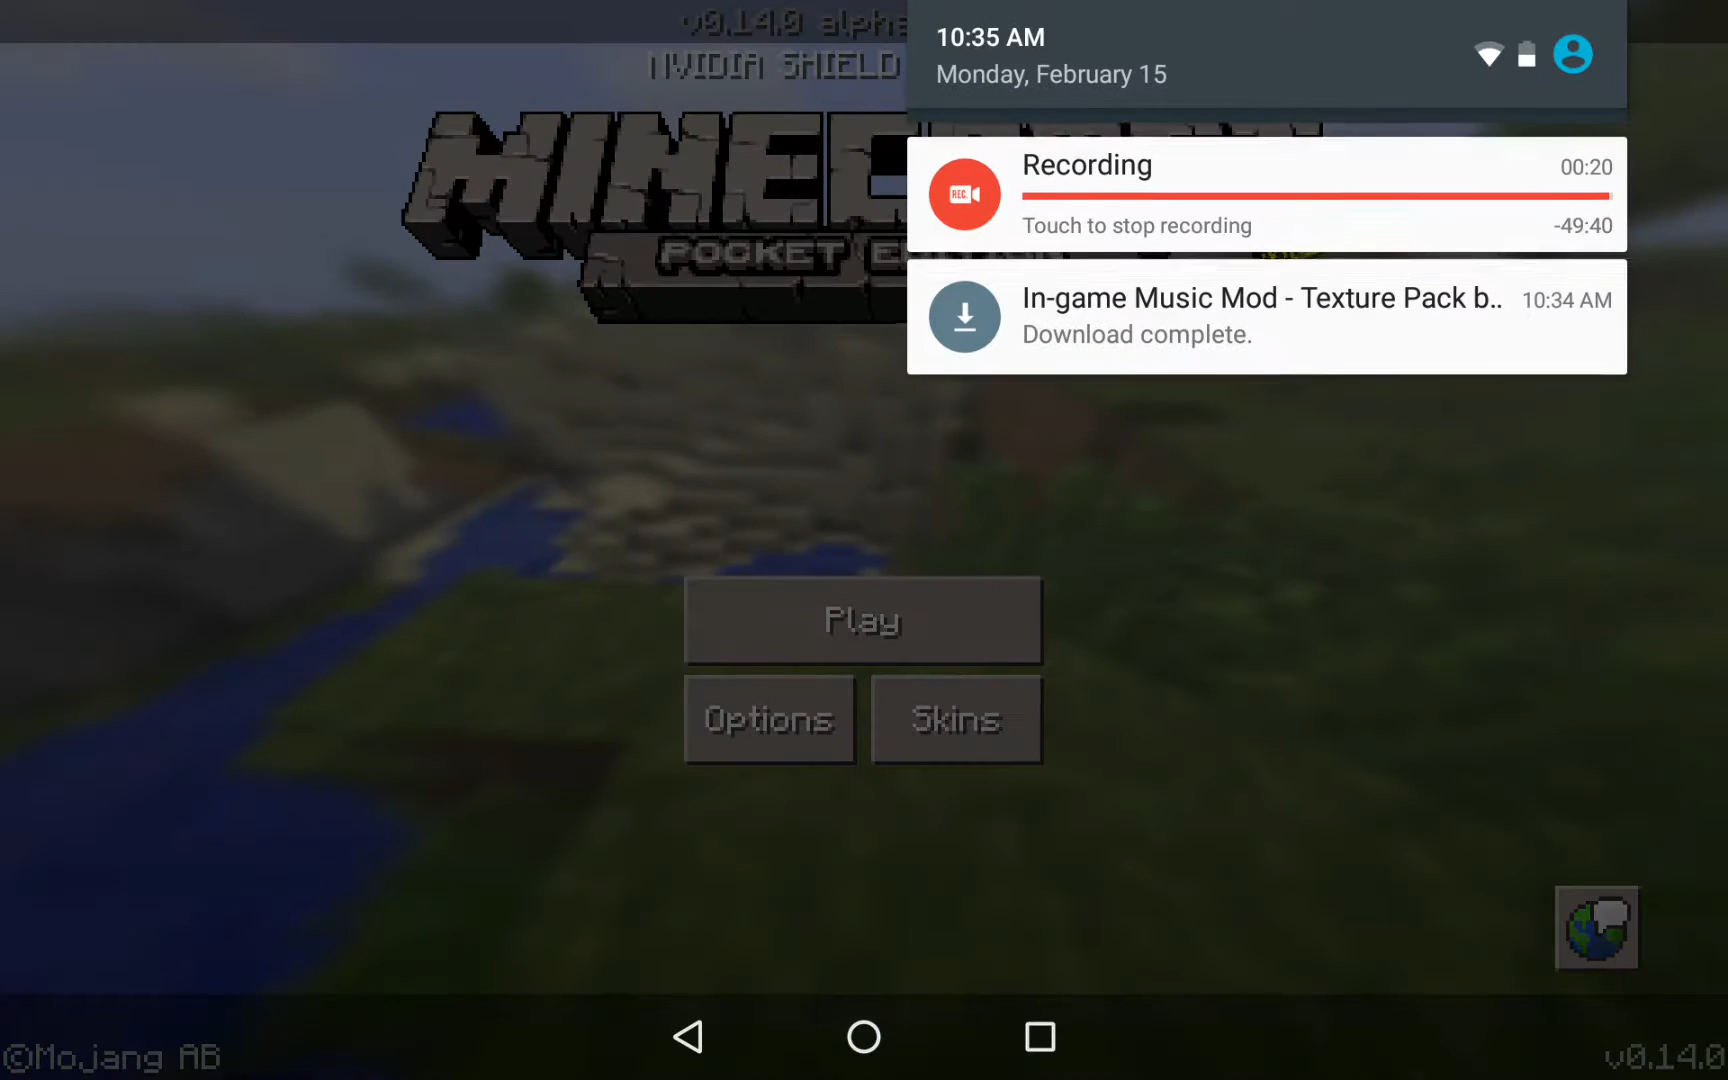 v0.14.0 alpha
NVIDIA SHIELD
10:35 AM
Monday, February 15
MINEC
POCKET E
Recording
00:20
REC.
Touch to stop recording
-49:40
In-game Music Mod - Texture Pack b..
10:34 AM
Download complete.
Play
Options
Skins
©Mojang AB
v0.14.0